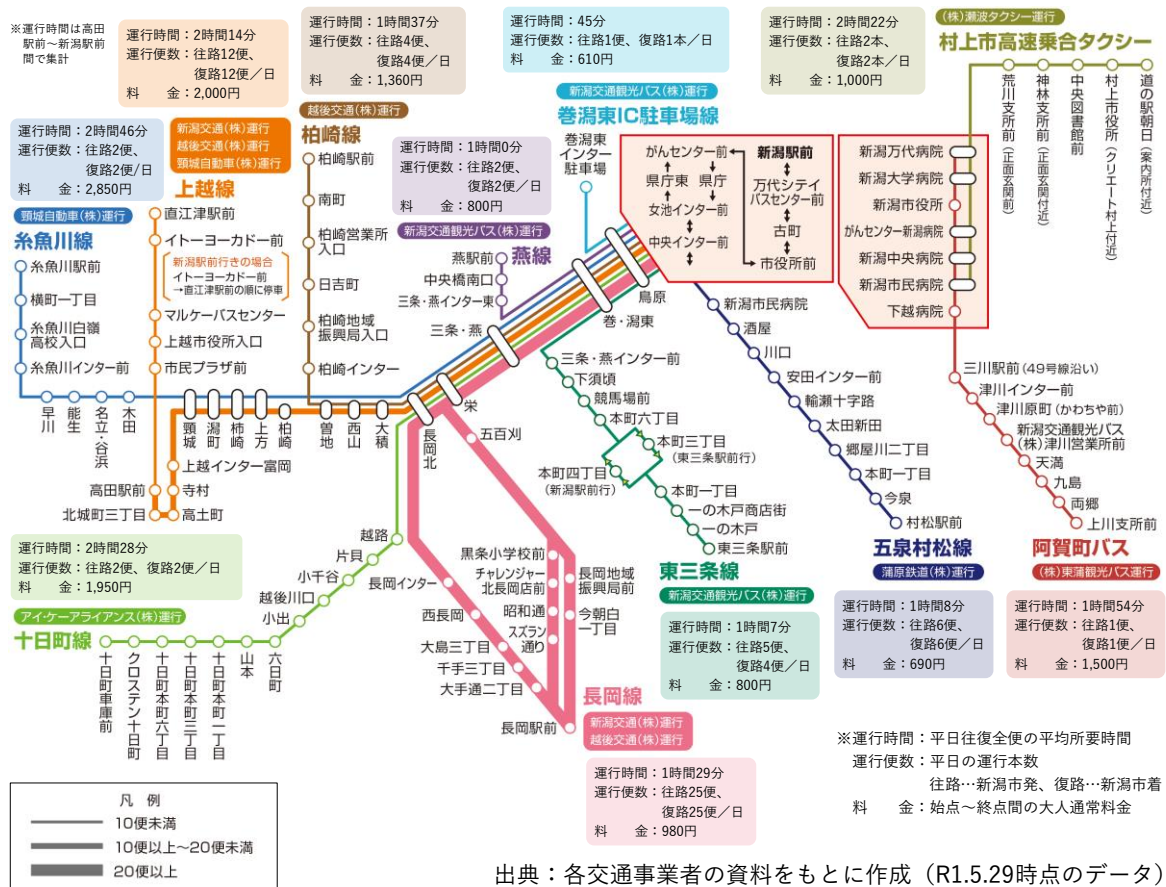 ※運行時間は高田
駅前～新潟駅前
間で集計
運行時間：2時間14分
運行便数：往路12便、
復路12便／日
料　　金：2,000円
運行時間：1時間37分
運行便数：往路4便、
復路4便／日
料　　金：1,360円
運行時間：45分
運行便数：往路1便、復路1本／日
料　　金：610円
運行時間：2時間22分
運行便数：往路2本、
復路2本／日
料　　金：1,000円
(株)瀬波タクシー運行
村上市高速乗合タクシー
荒川支所前(正面玄関前)
神林支所前(正面玄関付近)
中央図書館前
村上市役所(クリエート村上付近)
道の駅朝日(案内所付近)
運行時間：2時間46分
運行便数：往路2便、
復路2便/日
料　　金：2,850円
頸城自動車(株)運行
糸魚川線
糸魚川駅前
横町一丁目
糸魚川白嶺
高校入口
糸魚川インター前
早川
能生
名立・谷浜
木田
新潟交通(株)運行
越後交通(株)運行
頸城自動車(株)運行
上越線
直江津駅前
イトーヨーカドー前
新潟駅前行きの場合
イトーヨーカドー前
→直江津駅前の順に停車
マルケーバスセンター
上越市役所入口
市民プラザ前
頸城
潟町
柿崎
上方
柏崎
上越インター富岡
高田駅前
寺村
北城町三丁目
高土町
越後交通(株)運行
柏崎線
柏崎駅前
南町
柏崎営業所
入口
日吉町
柏崎地域
振興局入口
柏崎インター
曽地
西山
大積
長岡北
栄
三条・燕
巻・潟東
鳥原
運行時間：1時間0分
運行便数：往路2便、
復路2便／日
料　　金：800円
新潟交通観光バス(株)運行
燕線
燕駅前
中央橋南口
三条・燕インター東
新潟交通観光バス(株)運行
巻潟東IC駐車場線
巻潟東
インター
駐車場
がんセンター前
県庁東
県庁
女池インター前
中央インター前
新潟駅前
万代シテイ
バスセンター前
古町
市役所前
新潟万代病院
新潟大学病院
新潟市役所
がんセンター新潟病院
新潟中央病院
新潟市民病院
下越病院
三川駅前(49号線沿い)
津川インター前
津川原町(かわちや前)
新潟交通観光バス
(株)津川営業所前
天満
九島
両郷
上川支所前
阿賀町バス
(株)東蒲観光バス運行
運行時間：1時間54分
運行便数：往路1便、
復路1便／日
料　　金：1,500円
新潟市民病院
酒屋
川口
安田インター前
輪瀬十字路
太田新田
郷屋川二丁目
本町一丁目
今泉
村松駅前
五泉村松線
蒲原鉄道(株)運行
運行時間：1時間8分
運行便数：往路6便、
復路6便／日
料　　金：690円
三条・燕インター前
下須頃
競馬場前
本町六丁目
本町三丁目
(東三条駅前行)
本町四丁目
(新潟駅前行)
本町一丁目
一の木戸商店街
一の木戸
東三条駅前
東三条線
新潟交通観光バス(株)運行
運行時間：1時間7分
運行便数：往路5便、
復路4便／日
料　　金：800円
五百刈
黒条小学校前
チャレンジャー
北長岡店前
昭和通
スズラン
通り
長岡地域
振興局前
今朝白
一丁目
長岡インター
西長岡
大島三丁目
千手三丁目
大手通二丁目
長岡駅前
長岡線
新潟交通(株)運行
越後交通(株)運行
運行時間：1時間29分
運行便数：往路25便、
復路25便／日
料　　金：980円
運行時間：2時間28分
運行便数：往路2便、復路2便／日
料　　金：1,950円
アイ・ケーアライアンス(株)運行
十日町線
越路
片貝
小千谷
越後川口
小出
六日町
山本
十日町本町一丁目
十日町本町三丁目
十日町本町六丁目
クロステン十日町
十日町車庫前
凡　例
10便未満
10便以上～20便未満
20便以上
※運行時間：平日往復全便の平均所要時間
運行便数：平日の運行本数
往路…新潟市発、復路…新潟市着
料　　金：始点～終点間の大人通常料金
出典：各交通事業者の資料をもとに作成（R1.5.29時点のデータ）